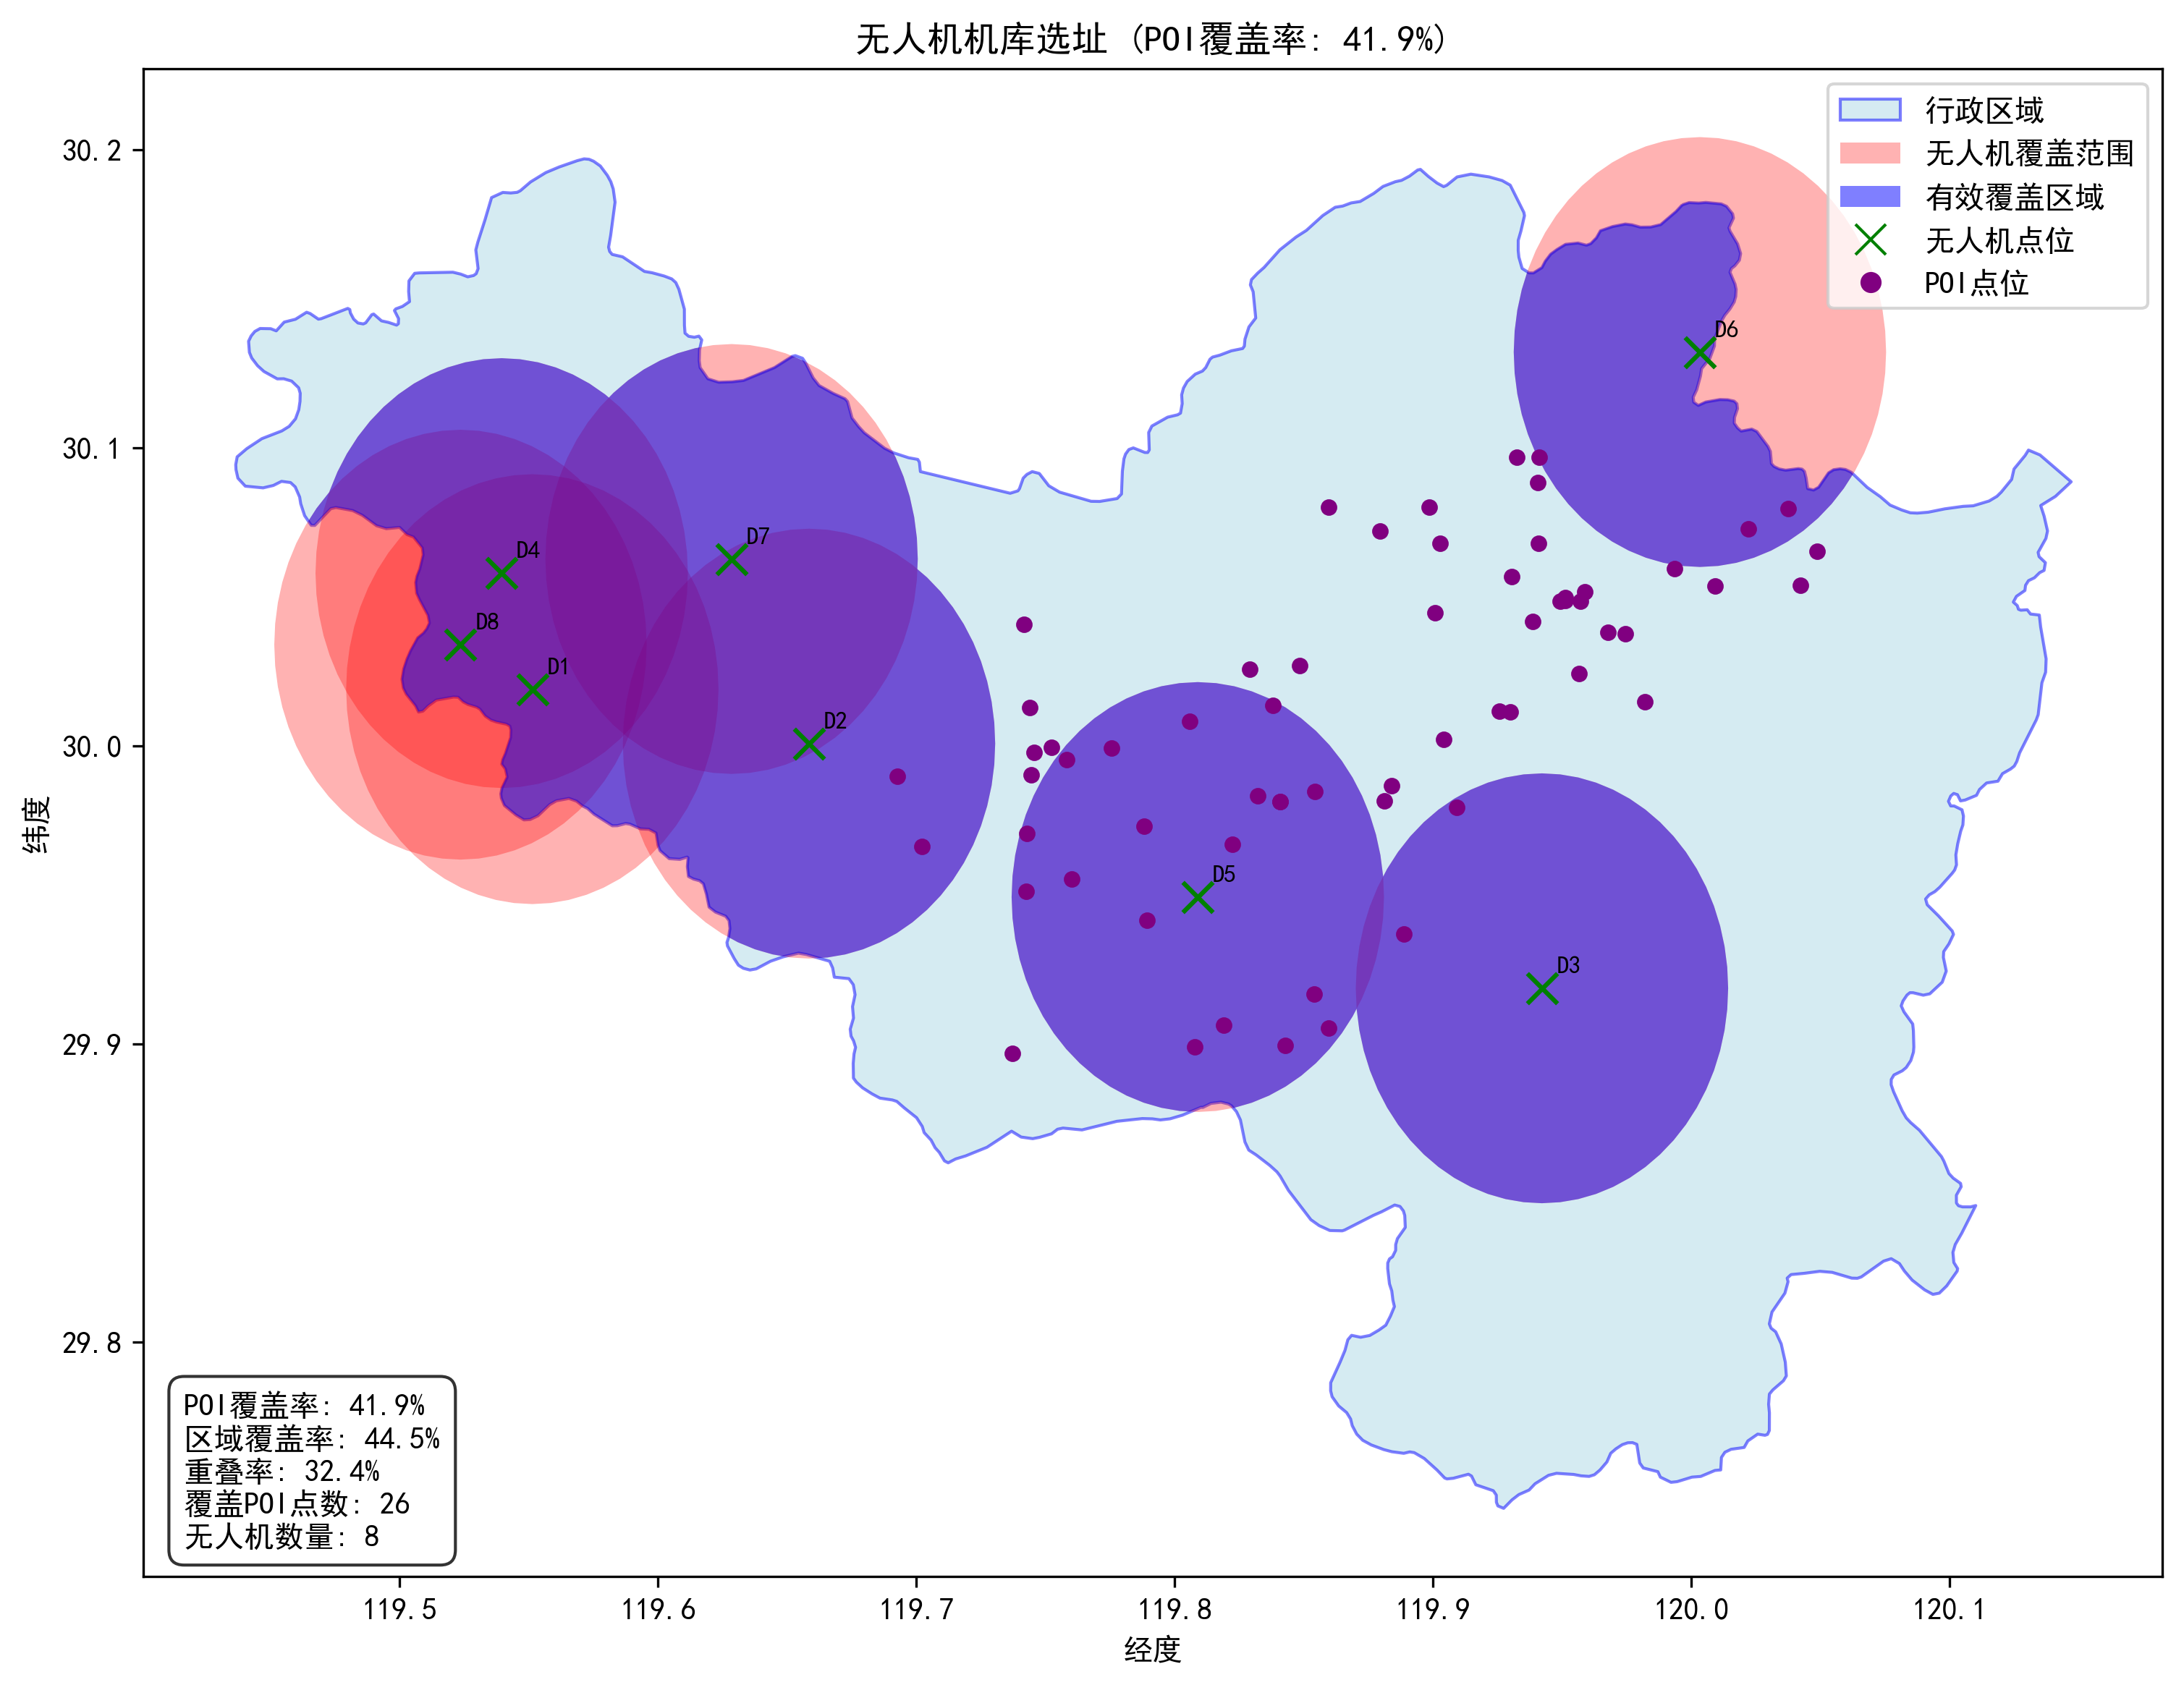 无人机机库选址 (POI覆盖率: 41.9%)
行政区域
无人机覆盖范围
有效覆盖区域
无人机点位
POI点位
30.2
30.1
30.0
29.9
29.8
纬度
D6
D7
D4
D8
D1
D2
D5
D3
POI覆盖率: 41.9%
区域覆盖率: 44.5%
重叠率: 32.4%
覆盖POI点数: 26
无人机数量: 8
119.5 119.6 119.7 119.8 119.9 120.0 120.1
经度